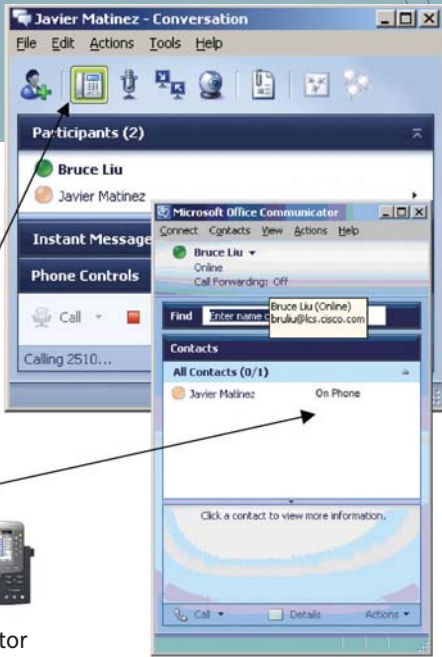 Javier Matinez - Conversation
File Edit Actions Tools Help
Participants (2)
Bruce Liu
Javier Matinez
Instant Message
Phone Controls
Call
Calling 2510...
Microsoft Office Communicator
Connect Contacts View Actions Help
Bruce Liu
Online
Call Forwarding: Off
Bruce Liu (Online)
bruliu@lcs.cisco.com
Find Enter name
Contacts
All Contacts (0/1)
Javier Matinez On Phone
Click a contact to view more information.
Call Details Actions
tor